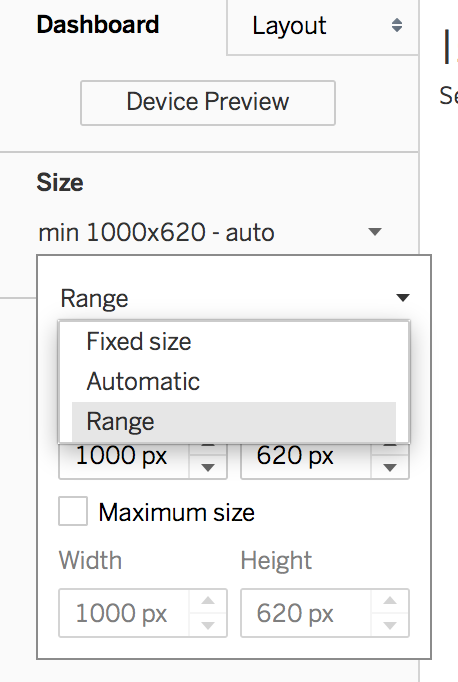 Dashboard
Layout
Device Preview
Size
min 1000x620 - auto
Range
Fixed size
Automatic
Range
1000 px 620 px
Maximum size
Width Height
1000 px 620 px